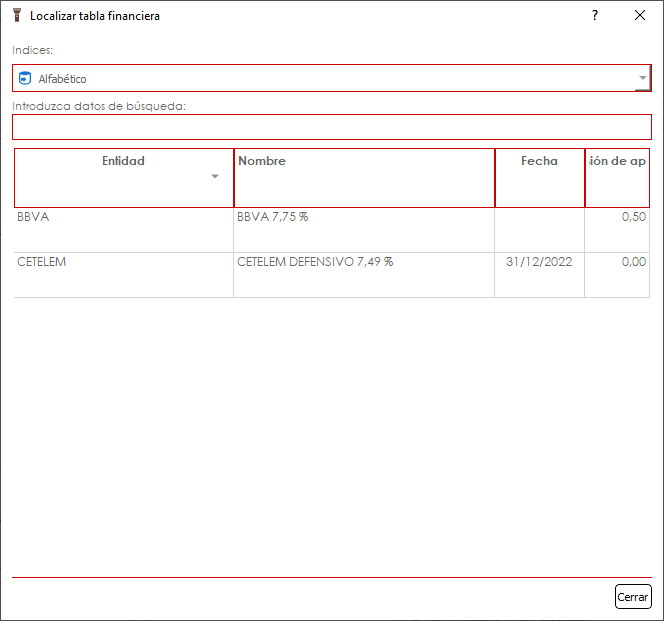 Localizar tabla financiera
?
Indices:
Alfabético
Introduzca datos de búsqueda:
Entidad Nombre Fecha ión de ap
BBVA BBVA 7,75 % 0,50
CETELEM CETELEM DEFENSIVO 7,49 % 31/12/2022 0,00
Cerrar